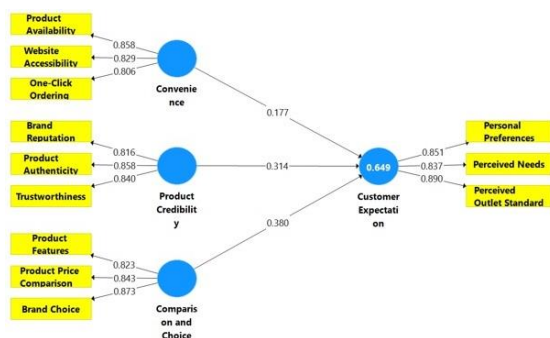 Product
Availability
0.858
Website
Accessibility
0.829
One-Click
Ordering
0.806
Convenie
nce
0.177
Brand
Reputation
0.816
Product
Authenticity
0.858
Trustworthiness
0.840
Product
Credibilit
y
0.314
Product
Features
0.823
Product Price
Comparison
0.843
Brand Choice
0.873
Comparis
on and
Choice
0.380
0.649
Customer
Expectati
on
0.851
Personal
Preferences
0.837
Perceived Needs
0.890
Perceived
Outlet Standard